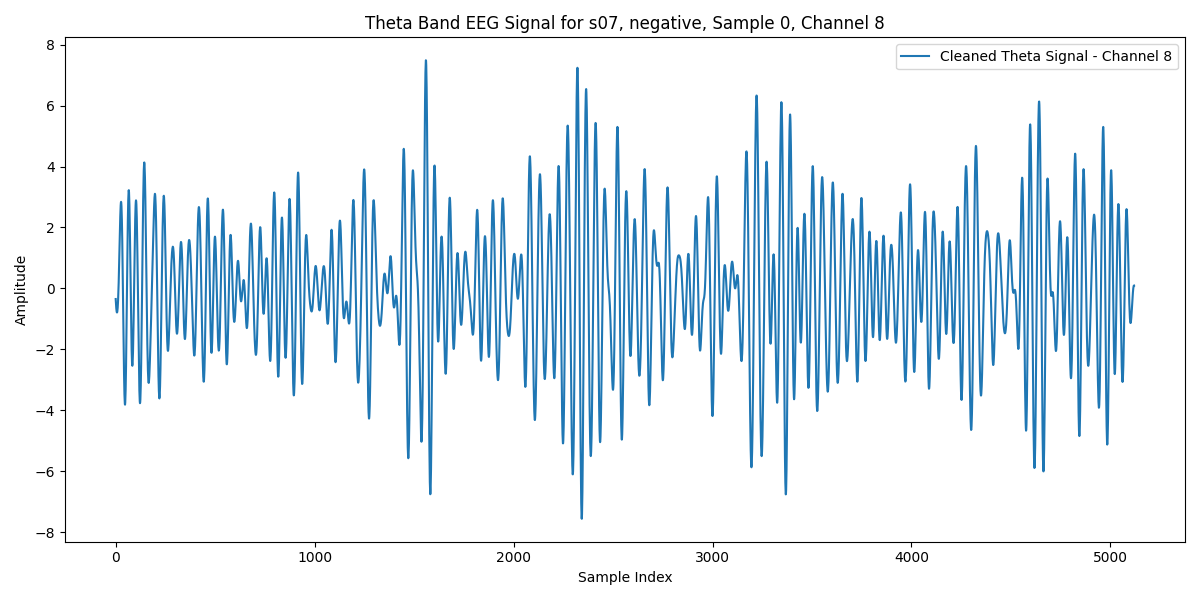 Theta Band EEG Signal for s07, negative, Sample 0, Channel 8
Cleaned Theta Signal - Channel 8
8
6
4
2
0
−2
−4
−6
−8
Amplitude
0 1000 2000 3000 4000 5000
Sample Index